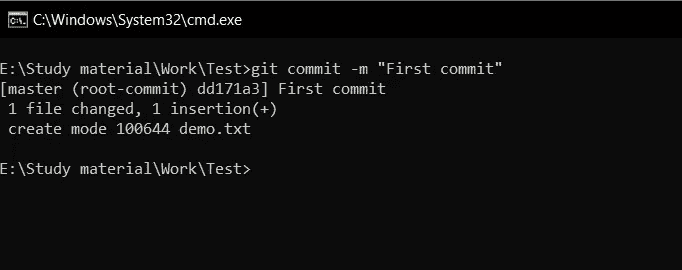 C:\Windows\System32\cmd.exe
E:\Study material\Work\Test>git commit -m "First commit"
[master (root-commit) dd171a3] First commit
 1 file changed, 1 insertion(+)
 create mode 100644 demo.txt
E:\Study material\Work\Test>